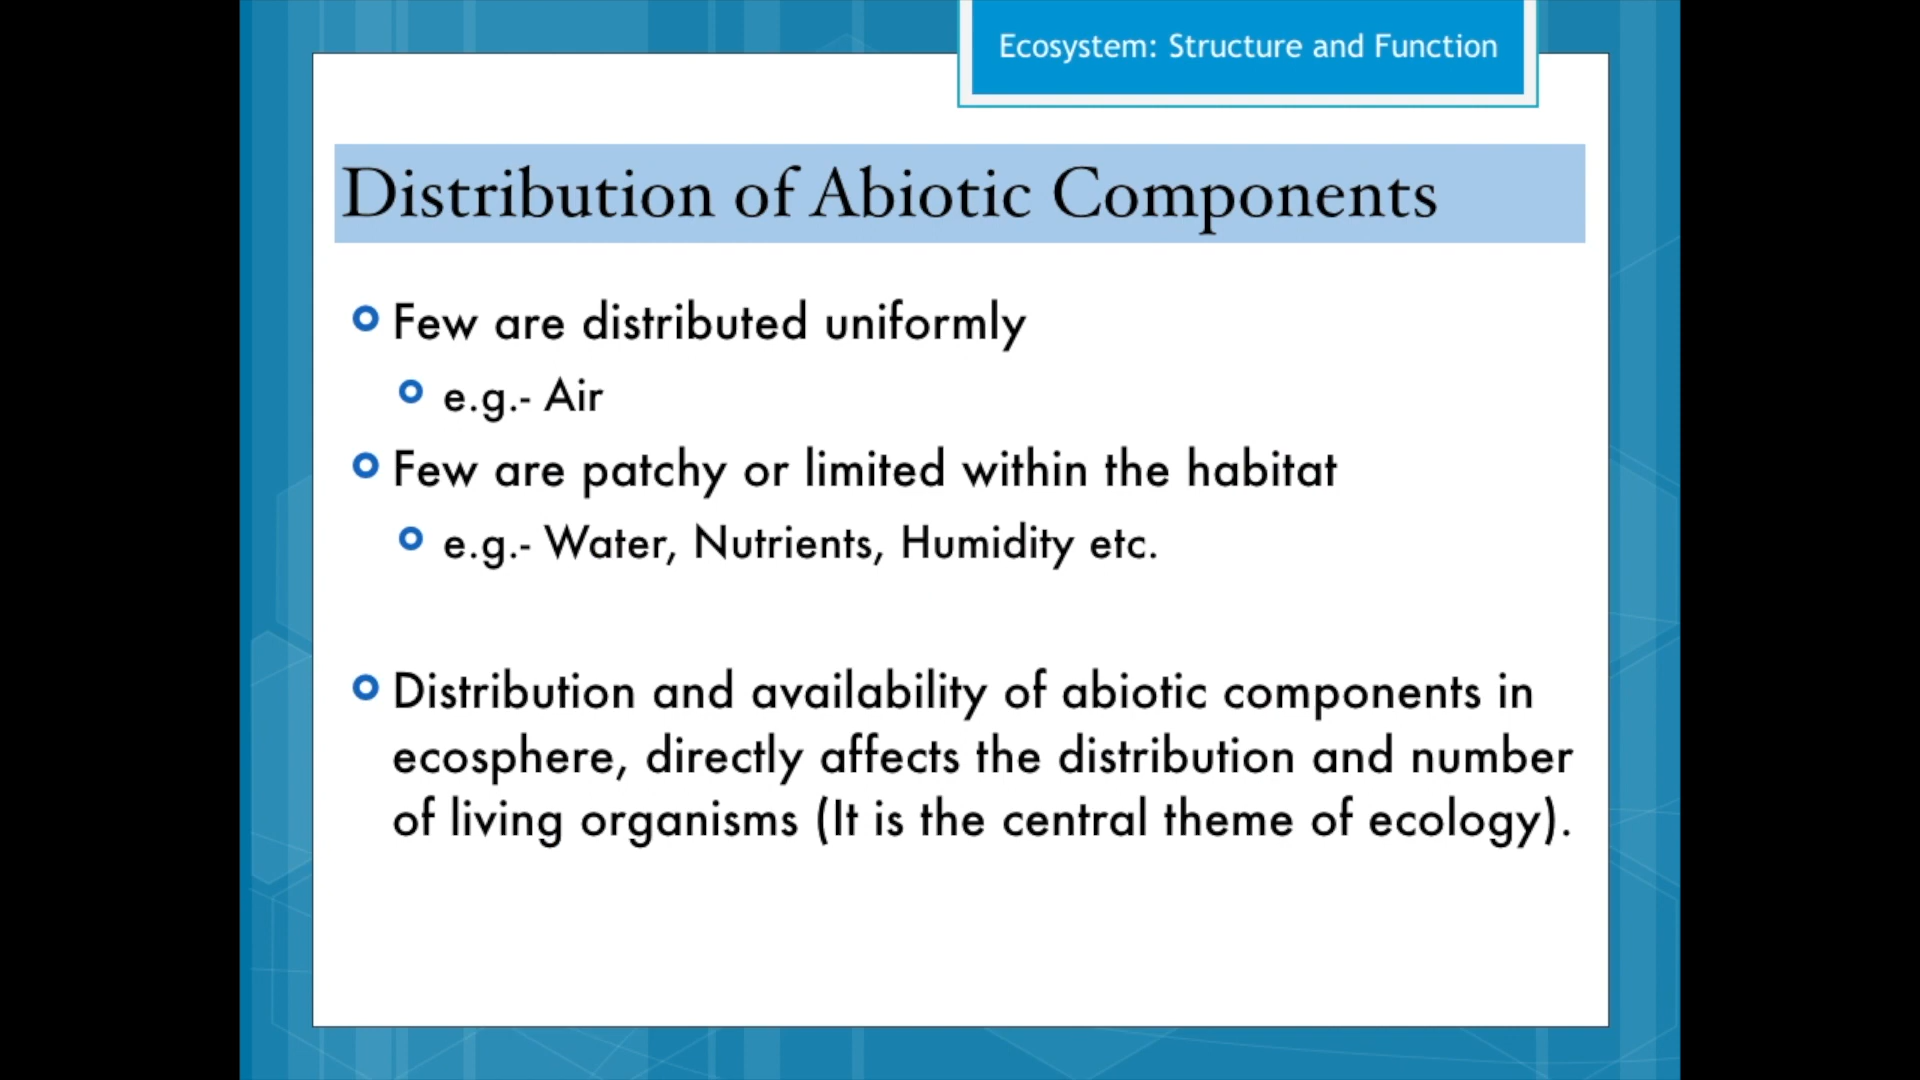 Ecosystem: Structure and Function
Distribution of Abiotic Components
Few are distributed uniformly
e.g.- Air
Few are patchy or limited within the habitat
e.g.- Water, Nutrients, Humidity etc.
Distribution and availability of abiotic components in
ecosphere, directly affects the distribution and number
of living organisms (It is the central theme of ecology).